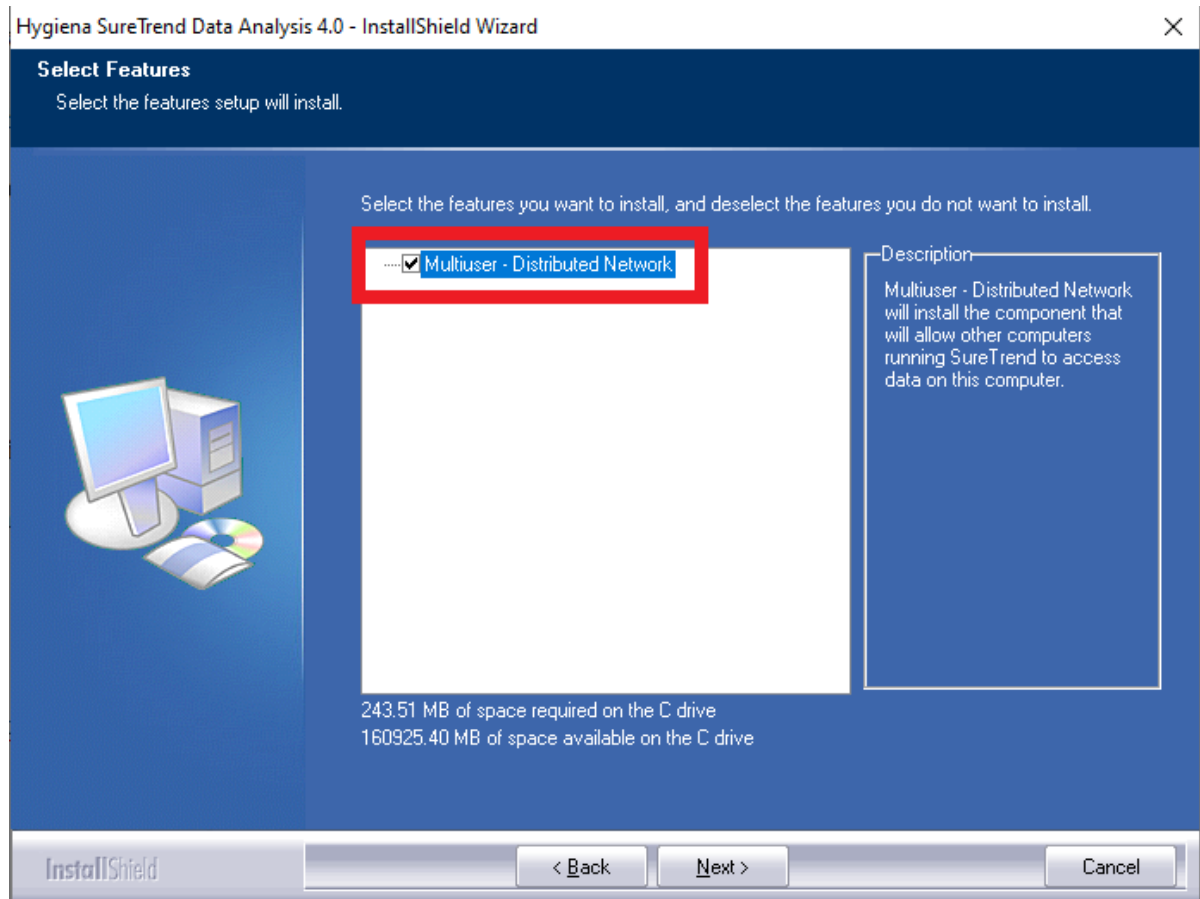 Hygiena SureTrend Data Analysis 4.0 - InstallShield Wizard
Select Features
Select the features setup will install.
Select the features you want to install, and deselect the features you do not want to install.
Multiuser - Distributed Network
Description
Multiuser - Distributed Network
will install the component that
will allow other computers
running SureTrend to access
data on this computer.
243.51 MB of space required on the C drive
160925.40 MB of space available on the C drive
InstallShield
< Back
Next >
Cancel